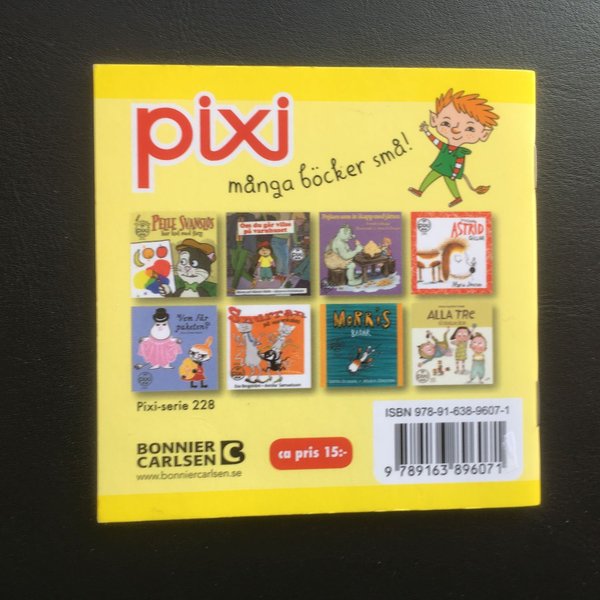 pixi
många böcker små!
PELLE SVANSLÖS
Om du går vilse
på varuhuset
ASTRID
GILLAR
Vem får
paketen?
MORRIS
BADAR
ALLA TRE
Pixi-serie 228
BONNIER
CARLSEN
www.bonniercarlsen.se
ca pris 15:-
ISBN 978-91-638-9607-1
9 789163 896071